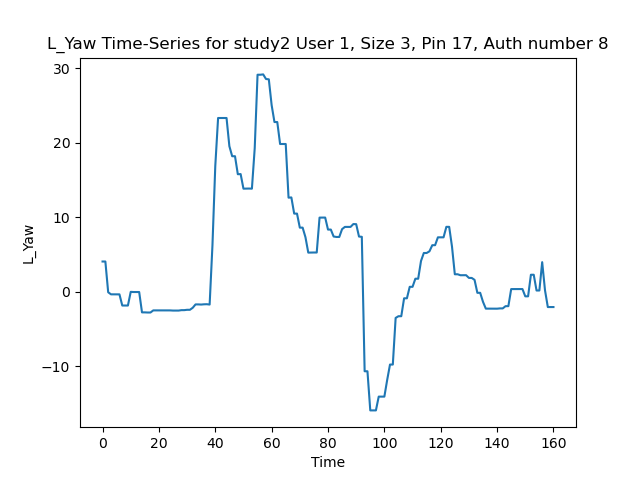 L_Yaw Time-Series for study2 User 1, Size 3, Pin 17, Auth number 8
30
20
10
0
−10
L_Yaw
0 20 40 60 80 100 120 140 160
Time